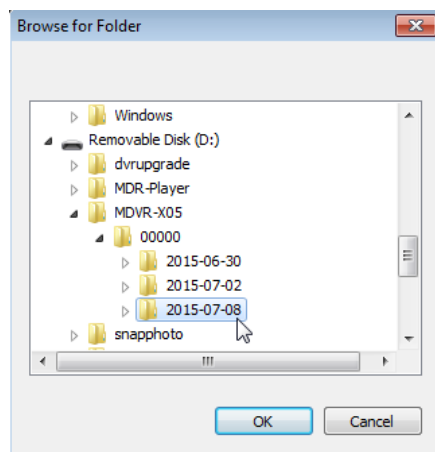 Browse for Folder
Windows
Removable Disk (D:)
dvrupgrade
MDR-Player
MDVR-X05
00000
2015-06-30
2015-07-02
2015-07-08
snapphoto
OK
Cancel